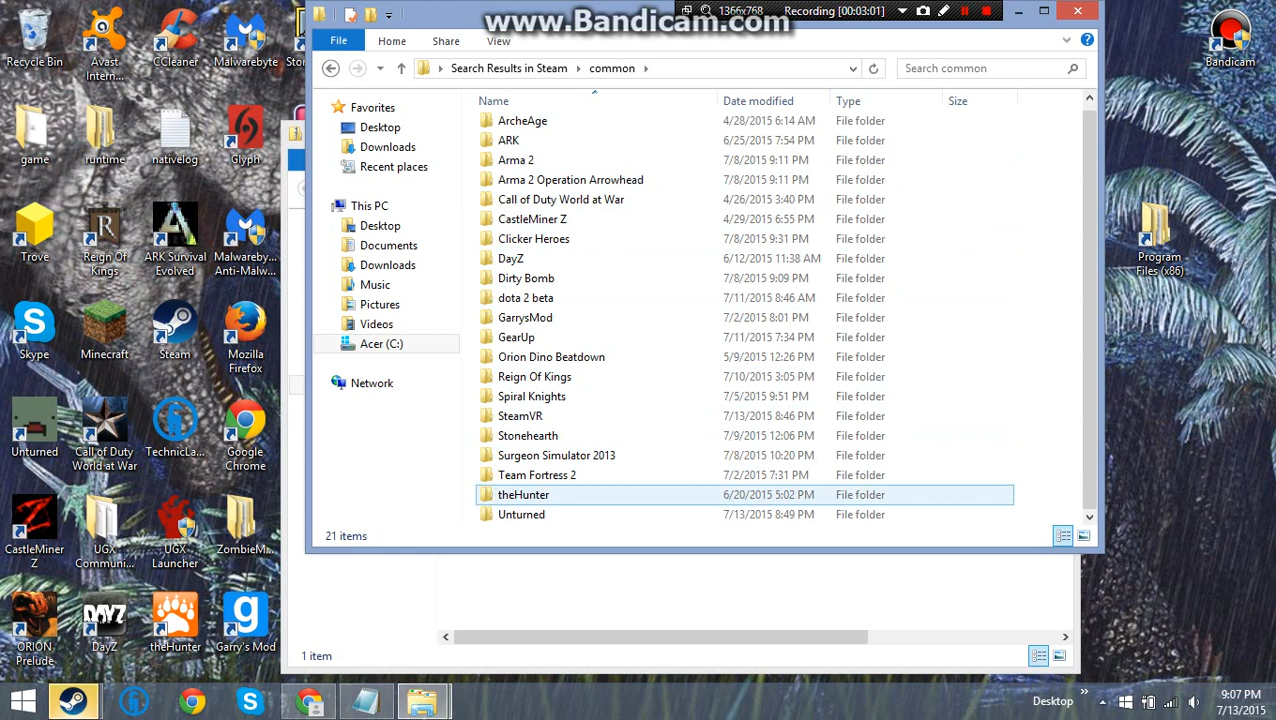 www.Bandicam.com
1366x768 Recording [00:03:01]
File Home Share View
Search Results in Steam common Search common
Name Date modified Type Size
Favorites
Desktop
Downloads
Recent places
This PC
Desktop
Documents
Downloads
Music
Pictures
Videos
Acer (C:)
Network
ArcheAge 4/28/2015 6:14 AM File folder
ARK 6/25/2015 7:54 PM File folder
Arma 2 7/8/2015 9:11 PM File folder
Arma 2 Operation Arrowhead 7/8/2015 9:11 PM File folder
Call of Duty World at War 4/26/2015 3:40 PM File folder
CastleMiner Z 4/29/2015 6:55 PM File folder
Clicker Heroes 7/8/2015 9:31 PM File folder
DayZ 6/12/2015 11:38 AM File folder
Dirty Bomb 7/8/2015 9:09 PM File folder
dota 2 beta 7/11/2015 8:46 AM File folder
GarrysMod 7/2/2015 8:01 PM File folder
GearUp 7/11/2015 7:34 PM File folder
Orion Dino Beatdown 5/9/2015 12:26 PM File folder
Reign Of Kings 7/10/2015 3:05 PM File folder
Spiral Knights 7/5/2015 9:51 PM File folder
SteamVR 7/13/2015 8:46 PM File folder
Stonehearth 7/9/2015 12:06 PM File folder
Surgeon Simulator 2013 7/8/2015 10:20 PM File folder
Team Fortress 2 7/2/2015 7:31 PM File folder
theHunter 6/20/2015 5:02 PM File folder
Unturned 7/13/2015 8:49 PM File folder
21 items
1 item
Recycle Bin
Avast
Intern...
CCleaner
Malwarebyte
game
runtime
nativelog
Glyph
Trove
Reign Of
Kings
ARK Survival
Evolved
Malwareby...
Anti-Malw...
Skype
Minecraft
Steam
Mozilla
Firefox
Unturned
Call of Duty
World at War
TechnicLa...
Google
Chrome
CastleMiner
Z
UGX
Communi...
UGX
Launcher
ZombieM...
ORION
Prelude
DayZ
theHunter
Garry's Mod
Bandicam
Program
Files (x86)
Desktop
9:07 PM
7/13/2015